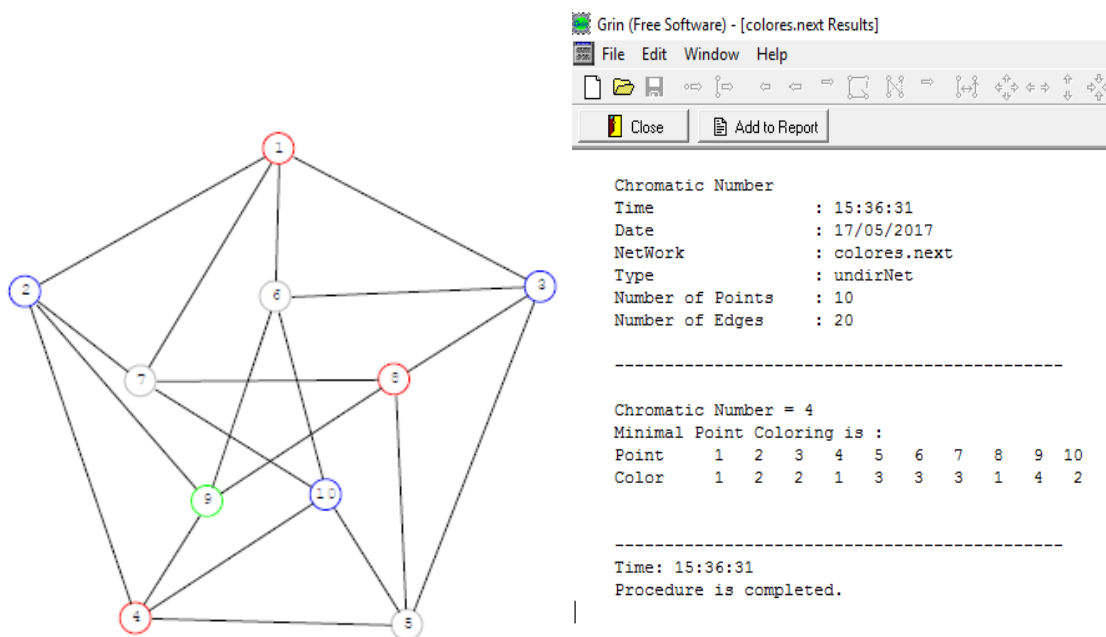 Grin (Free Software) - [colores.next Results]
File Edit Window Help
Close Add to Report
Chromatic Number
Time : 15:36:31
Date : 17/05/2017
NetWork : colores.next
Type : undirNet
Number of Points : 10
Number of Edges : 20
----------------------------------------------
Chromatic Number = 4
Minimal Point Coloring is :
Point 1 2 3 4 5 6 7 8 9 10
Color 1 2 2 1 3 3 3 1 4 2
----------------------------------------------
Time: 15:36:31
Procedure is completed.
1
2
6
3
7
8
9
10
4
5